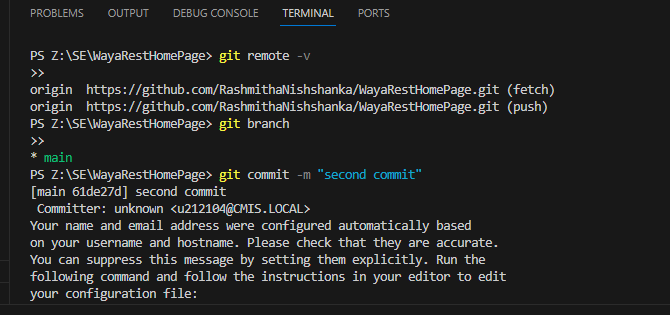 PROBLEMS OUTPUT DEBUG CONSOLE TERMINAL PORTS
PS Z:\SE\WayaRestHomePage> git remote -v
>>
origin  https://github.com/RashmithaNishshanka/WayaRestHomePage.git (fetch)
origin  https://github.com/RashmithaNishshanka/WayaRestHomePage.git (push)
PS Z:\SE\WayaRestHomePage> git branch
>>
* main
PS Z:\SE\WayaRestHomePage> git commit -m "second commit"
[main 61de27d] second commit
 Committer: unknown <u212104@CMIS.LOCAL>
Your name and email address were configured automatically based
on your username and hostname. Please check that they are accurate.
You can suppress this message by setting them explicitly. Run the
following command and follow the instructions in your editor to edit
your configuration file: